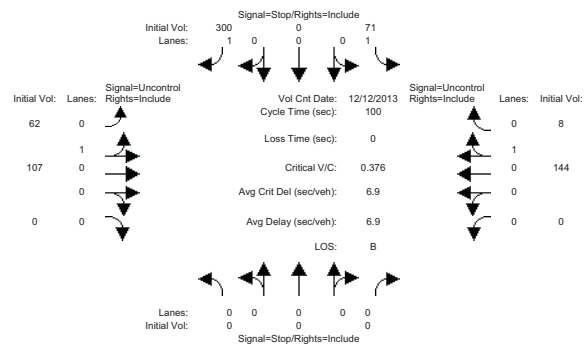 Signal=Stop/Rights=Include
Initial Vol: 300 0 71
Lanes: 1 0 0 0 1
Signal=Uncontrol
Initial Vol: Lanes: Rights=Include
Vol Cnt Date: 12/12/2013
Signal=Uncontrol
Rights=Include Lanes: Initial Vol:
Cycle Time (sec): 100
62 0
0 8
Loss Time (sec): 0
1
1
107 0
Critical V/C: 0.376
0 144
0
Avg Crit Del (sec/veh): 6.9
0
0 0
Avg Delay (sec/veh): 6.9
0 0
LOS: B
Lanes: 0 0 0 0 0
Initial Vol: 0 0 0
Signal=Stop/Rights=Include